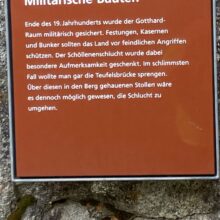 Militärische Bauten
Ende des 19. Jahrhunderts wurde der Gotthard-
Raum militärisch gesichert. Festungen, Kasernen
und Bunker sollten das Land vor feindlichen Angriffen
schützen. Der Schöllenenschlucht wurde dabei
besondere Aufmerksamkeit geschenkt. Im schlimmsten
Fall wollte man gar die Teufelsbrücke sprengen.
Über diesen in den Berg gehauenen Stollen wäre
es dennoch möglich gewesen, die Schlucht zu
umgehen.